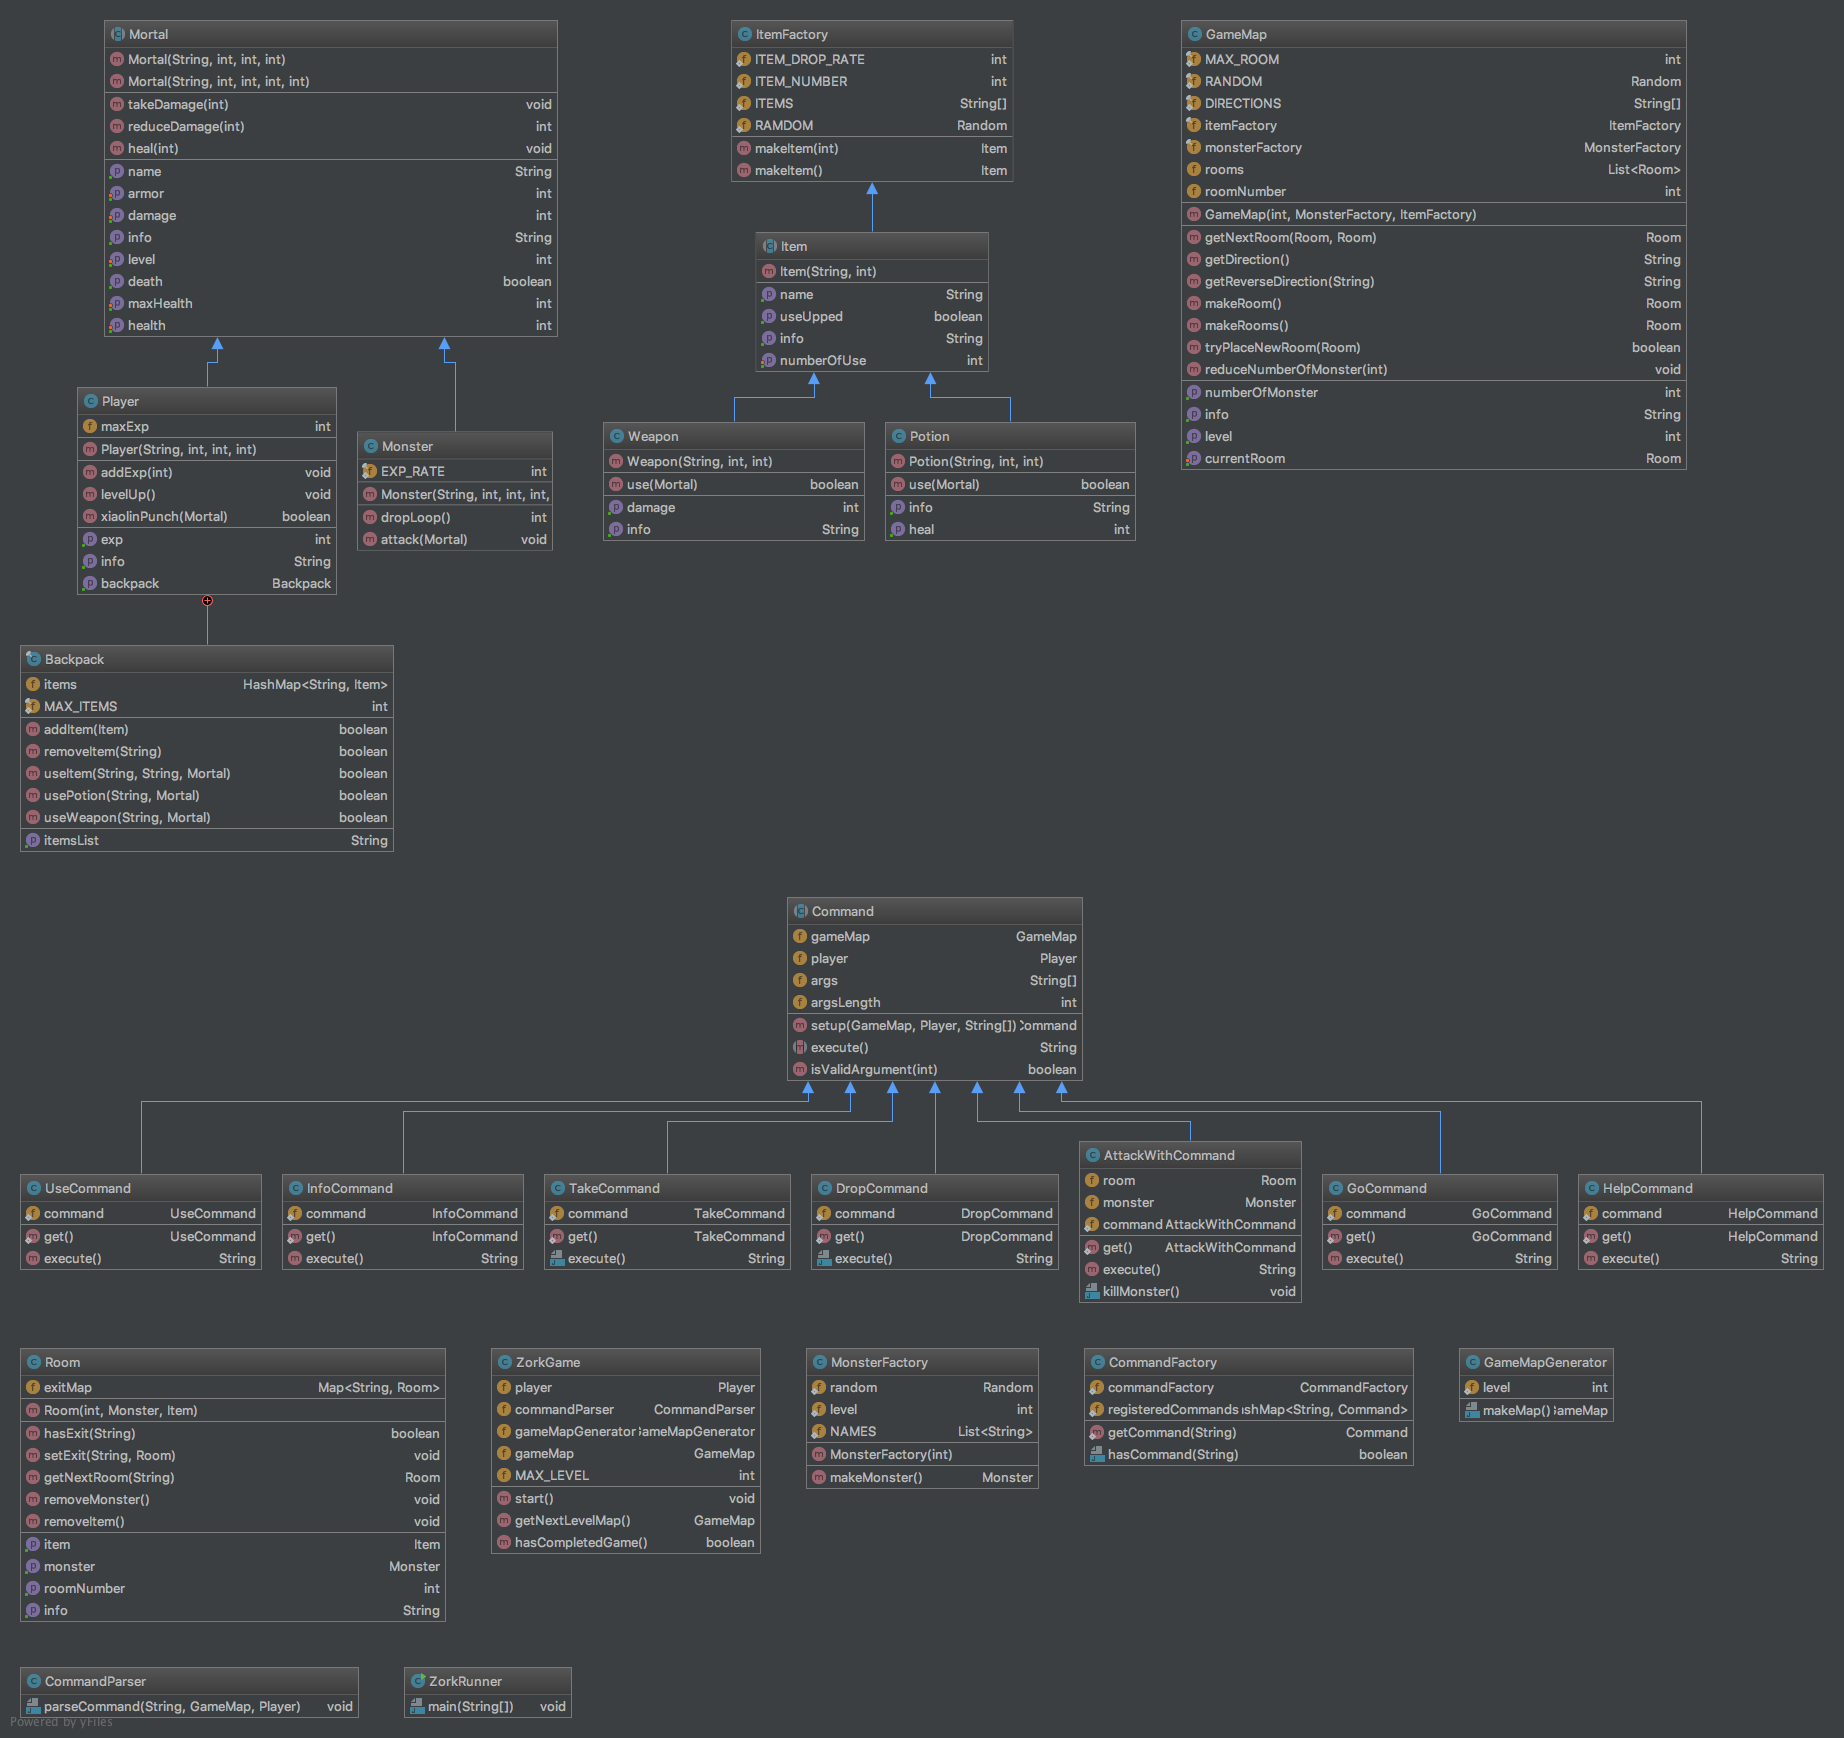 Mortal
Mortal(String, int, int, int)
Mortal(String, int, int, int, int)
takeDamage(int) void
reduceDamage(int) int
heal(int) void
name String
armor int
damage int
info String
level int
death boolean
maxHealth int
health int
ItemFactory
ITEM_DROP_RATE int
ITEM_NUMBER int
ITEMS String[]
RAMDOM Random
makeItem(int) Item
makeItem() Item
GameMap
MAX_ROOM int
RANDOM Random
DIRECTIONS String[]
itemFactory ItemFactory
monsterFactory MonsterFactory
rooms List<Room>
roomNumber int
GameMap(int, MonsterFactory, ItemFactory)
getNextRoom(Room, Room) Room
getDirection() String
getReverseDirection(String) String
makeRoom() Room
makeRooms() Room
tryPlaceNewRoom(Room) boolean
reduceNumberOfMonster(int) void
numberOfMonster int
info String
level int
currentRoom Room
Item
Item(String, int)
name String
useUpped boolean
info String
numberOfUse int
Player
maxExp int
Player(String, int, int, int)
addExp(int) void
levelUp() void
xiaolinPunch(Mortal) boolean
exp int
info String
backpack Backpack
Monster
EXP_RATE int
Monster(String, int, int, int,
dropLoop() int
attack(Mortal) void
Weapon
Weapon(String, int, int)
use(Mortal) boolean
damage int
info String
Potion
Potion(String, int, int)
use(Mortal) boolean
info String
heal int
Backpack
items HashMap<String, Item>
MAX_ITEMS int
addItem(Item) boolean
removeItem(String) boolean
useItem(String, String, Mortal) boolean
usePotion(String, Mortal) boolean
useWeapon(String, Mortal) boolean
itemsList String
Command
gameMap GameMap
player Player
args String[]
argsLength int
setup(GameMap, Player, String[]) ommand
execute() String
isValidArgument(int) boolean
UseCommand
command UseCommand
get() UseCommand
execute() String
InfoCommand
command InfoCommand
get() InfoCommand
execute() String
TakeCommand
command TakeCommand
get() TakeCommand
execute() String
DropCommand
command DropCommand
get() DropCommand
execute() String
AttackWithCommand
room Room
monster Monster
command AttackWithCommand
get() AttackWithCommand
execute() String
killMonster() void
GoCommand
command GoCommand
get() GoCommand
execute() String
HelpCommand
command HelpCommand
get() HelpCommand
execute() String
Room
exitMap Map<String, Room>
Room(int, Monster, Item)
hasExit(String) boolean
setExit(String, Room) void
getNextRoom(String) Room
removeMonster() void
removeItem() void
item Item
monster Monster
roomNumber int
info String
ZorkGame
player Player
commandParser CommandParser
gameMapGenerator ameMapGenerator
gameMap GameMap
MAX_LEVEL int
start() void
getNextLevelMap() GameMap
hasCompletedGame() boolean
MonsterFactory
random Random
level int
NAMES List<String>
MonsterFactory(int)
makeMonster() Monster
CommandFactory
commandFactory CommandFactory
registeredCommands shMap<String, Command>
getCommand(String) Command
hasCommand(String) boolean
GameMapGenerator
level int
makeMap() ameMap
CommandParser
parseCommand(String, GameMap, Player) void
ZorkRunner
main(String[]) void
Powered by yFiles